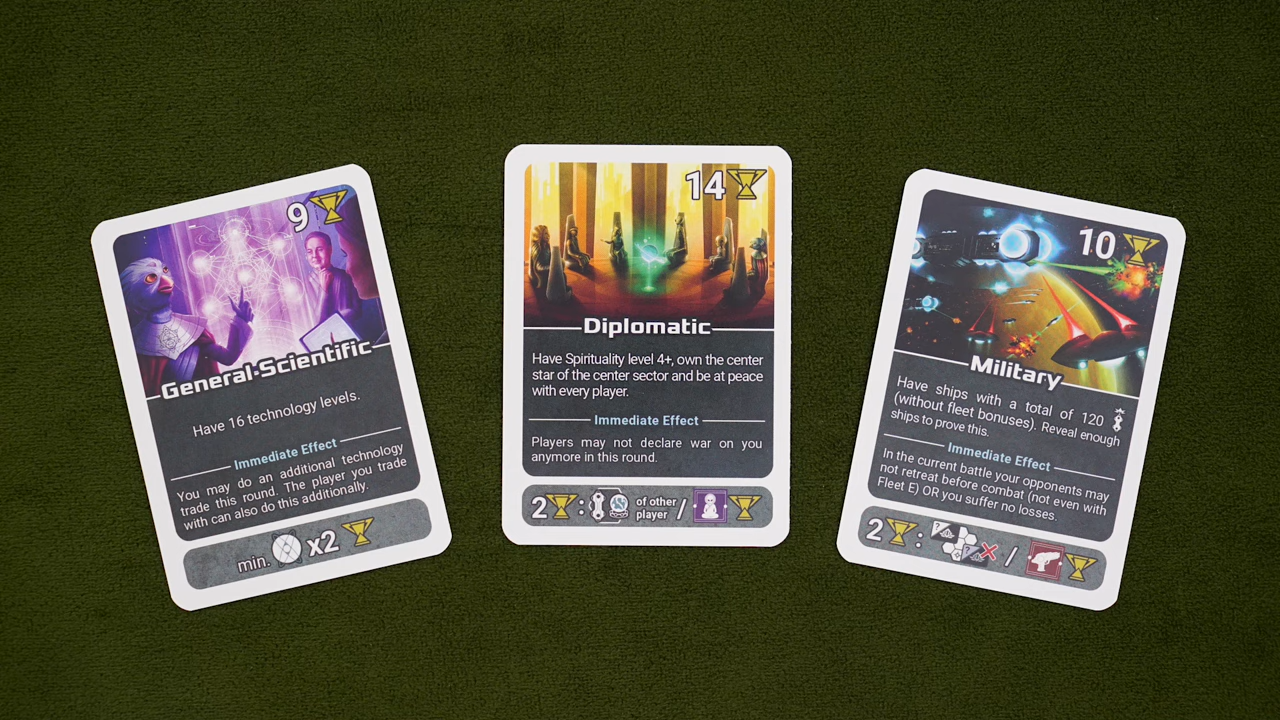 9
General-Scientific
Have 16 technology levels.
Immediate Effect
You may do an additional technology
trade this round. The player you trade
with can also do this additionally.
min. x2
14
Diplomatic
Have Spirituality level 4+, own the center
star of the center sector and be at peace
with every player.
Immediate Effect
Players may not declare war on you
anymore in this round.
2 : of other
player /
10
Military
Have ships with a total of 120
(without fleet bonuses). Reveal enough
ships to prove this.
Immediate Effect
In the current battle your opponents may
not retreat before combat (not even with
Fleet E) OR you suffer no losses.
2 : ? ? /